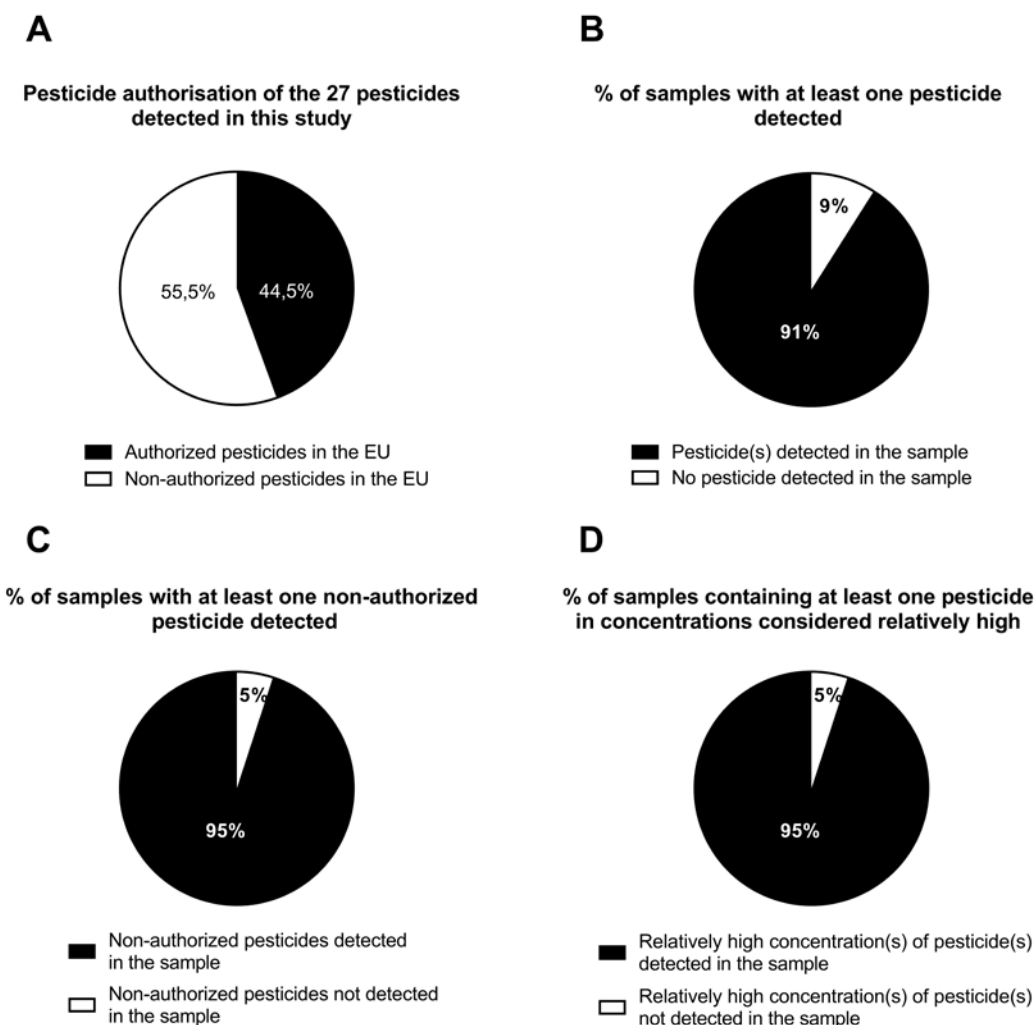 A
Pesticide authorisation of the 27 pesticides
detected in this study
55,5%
44,5%
Authorized pesticides in the EU
Non-authorized pesticides in the EU
B
% of samples with at least one pesticide
detected
9%
91%
Pesticide(s) detected in the sample
No pesticide detected in the sample
C
% of samples with at least one non-authorized
pesticide detected
5%
95%
Non-authorized pesticides detected
in the sample
Non-authorized pesticides not detected
in the sample
D
% of samples containing at least one pesticide
in concentrations considered relatively high
5%
95%
Relatively high concentration(s) of pesticide(s)
detected in the sample
Relatively high concentration(s) of pesticide(s)
not detected in the sample